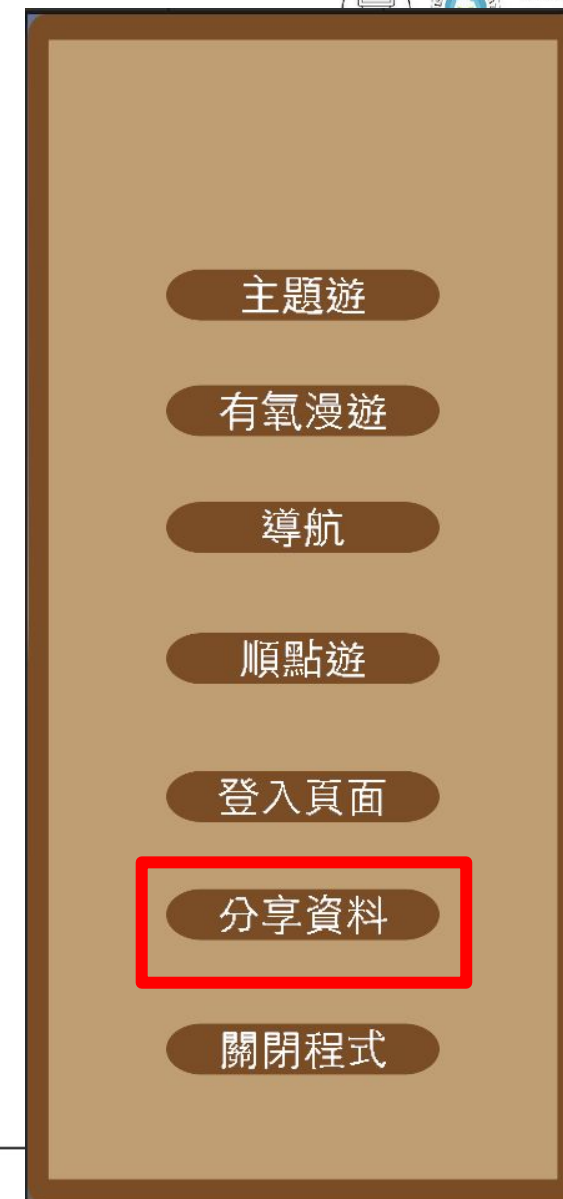 主題遊
有氧漫遊
導航
順點遊
登入頁面
分享資料
關閉程式